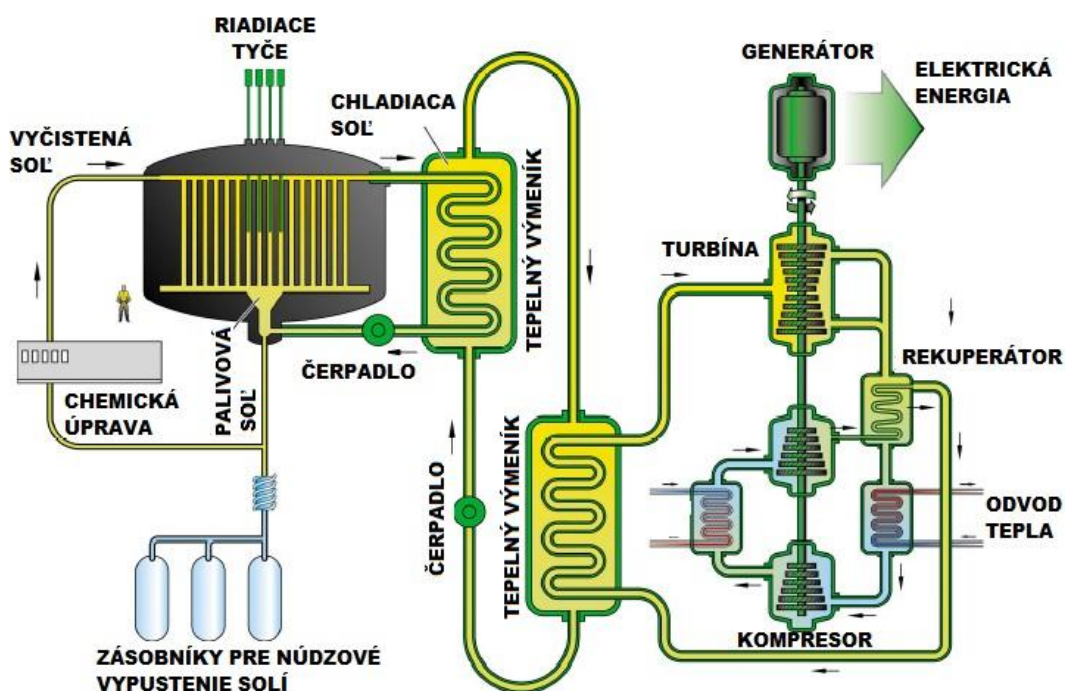 RIADIACE
TYČE
GENERÁTOR
ELEKTRICKÁ
ENERGIA
CHLADIACA
SOĽ
VYČISTENÁ
SOĽ
TEPELNÝ VÝMENÍK
TURBÍNA
REKUPERÁTOR
ČERPADLO
PALIVOVÁ
SOĽ
CHEMICKÁ
ÚPRAVA
TEPELNÝ VÝMENÍK
ČERPADLO
ODVOD
TEPLA
KOMPRESOR
ZÁSOBNÍKY PRE NÚDZOVÉ
VYPUSTENIE SOLÍ